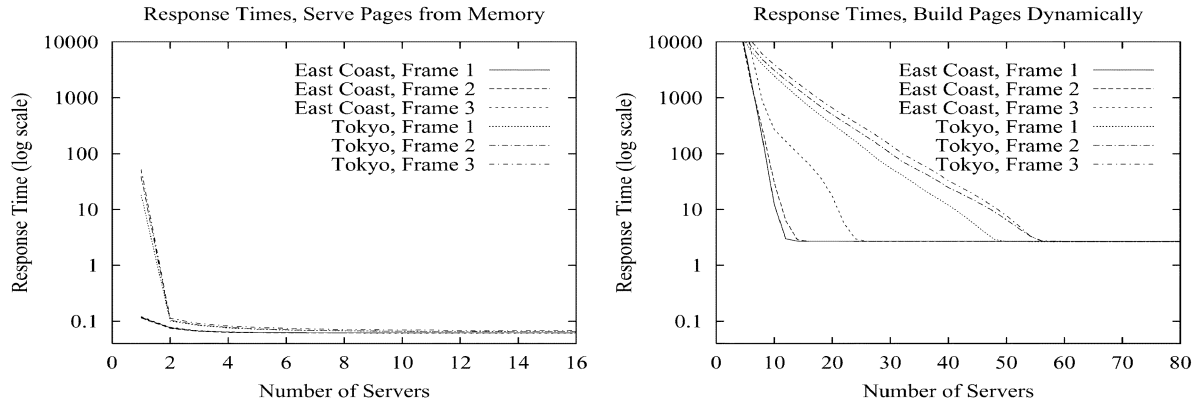 Response Times, Serve Pages from Memory
Response Time (log scale)
10000
1000
100
10
1
0.1
East Coast, Frame 1
East Coast, Frame 2
East Coast, Frame 3
Tokyo, Frame 1
Tokyo, Frame 2
Tokyo, Frame 3
0 2 4 6 8 10 12 14 16
Number of Servers
Response Times, Build Pages Dynamically
Response Time (log scale)
10000
1000
100
10
1
0.1
East Coast, Frame 1
East Coast, Frame 2
East Coast, Frame 3
Tokyo, Frame 1
Tokyo, Frame 2
Tokyo, Frame 3
0 10 20 30 40 50 60 70 80
Number of Servers